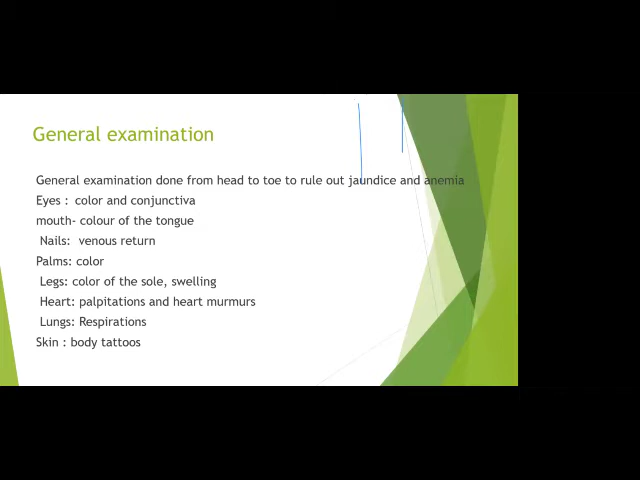 General examination
General examination done from head to toe to rule out jaundice and anemia
Eyes : color and conjunctiva
mouth- colour of the tongue
Nails: venous return
Palms: color
Legs: color of the sole, swelling
Heart: palpitations and heart murmurs
Lungs: Respirations
Skin : body tattoos